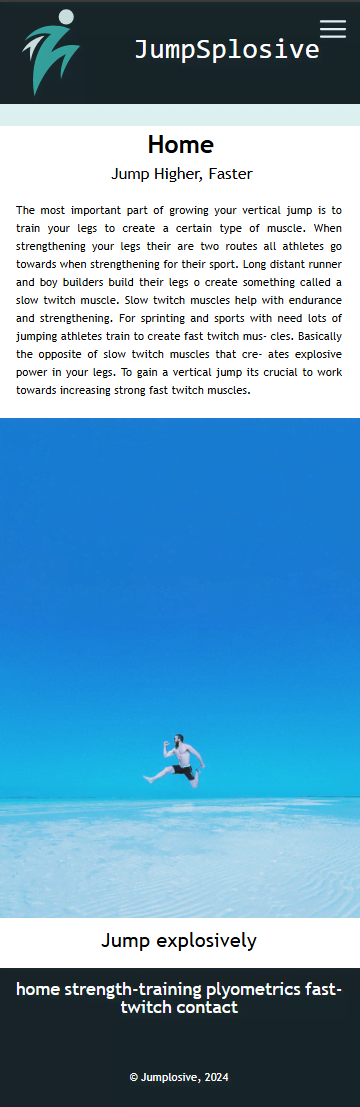 JumpSplosive
Home
Jump Higher, Faster
The most important part of growing your vertical jump is to
train your legs to create a certain type of muscle. When
strengthening your legs their are two routes all athletes go
towards when strengthening for their sport. Long distant runner
and boy builders build their legs o create something called a
slow twitch muscle. Slow twitch muscles help with endurance
and strengthening. For sprinting and sports with need lots of
jumping athletes train to create fast twitch mus- cles. Basically
the opposite of slow twitch muscles that cre- ates explosive
power in your legs. To gain a vertical jump its crucial to work
towards increasing strong fast twitch muscles.
Jump explosively
home strength-training plyometrics fast-
twitch contact
© Jumplosive, 2024